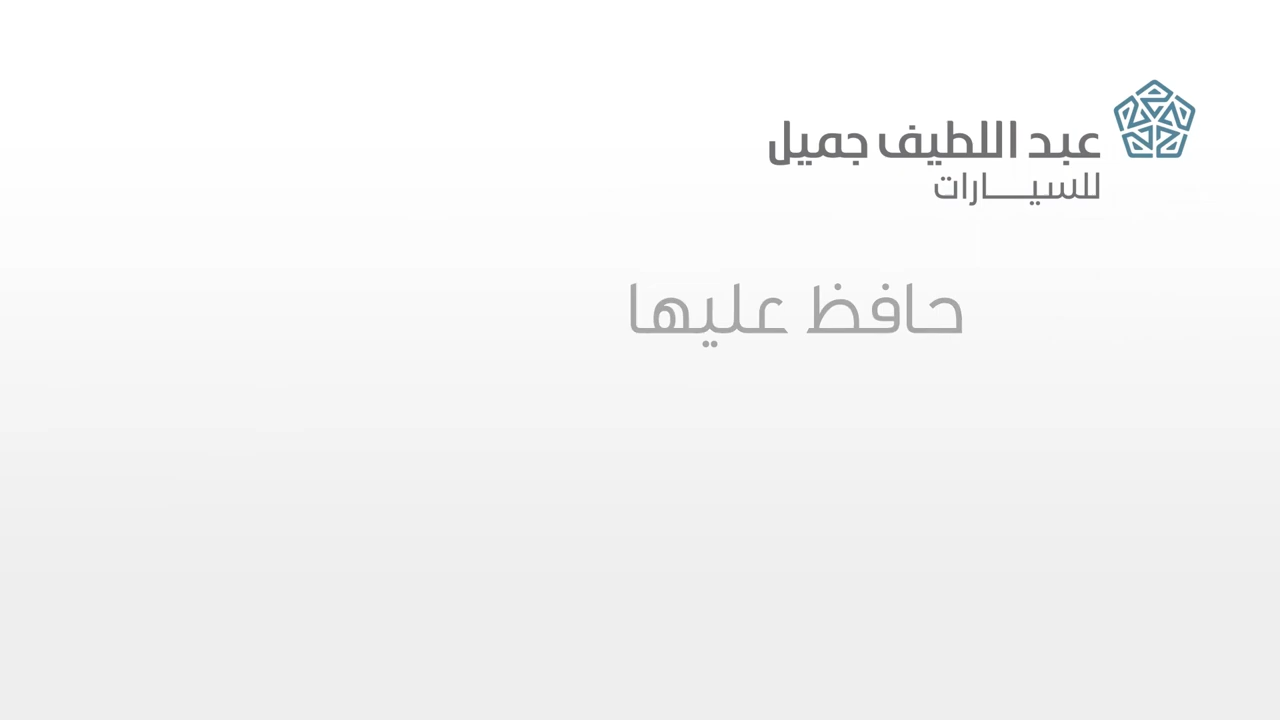 عبد اللطيف جميل
للسيـــارات
حافظ عليها